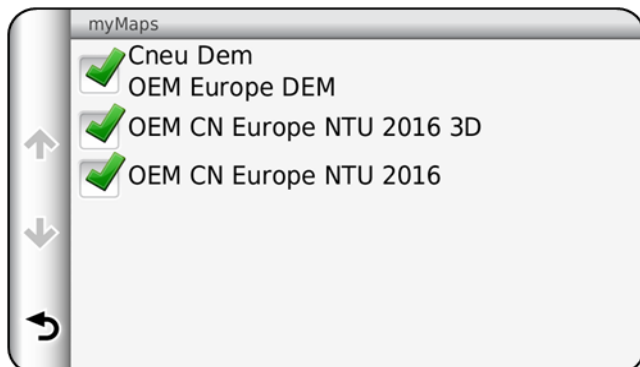 myMaps
Cneu Dem
OEM Europe DEM
OEM CN Europe NTU 2016 3D
OEM CN Europe NTU 2016